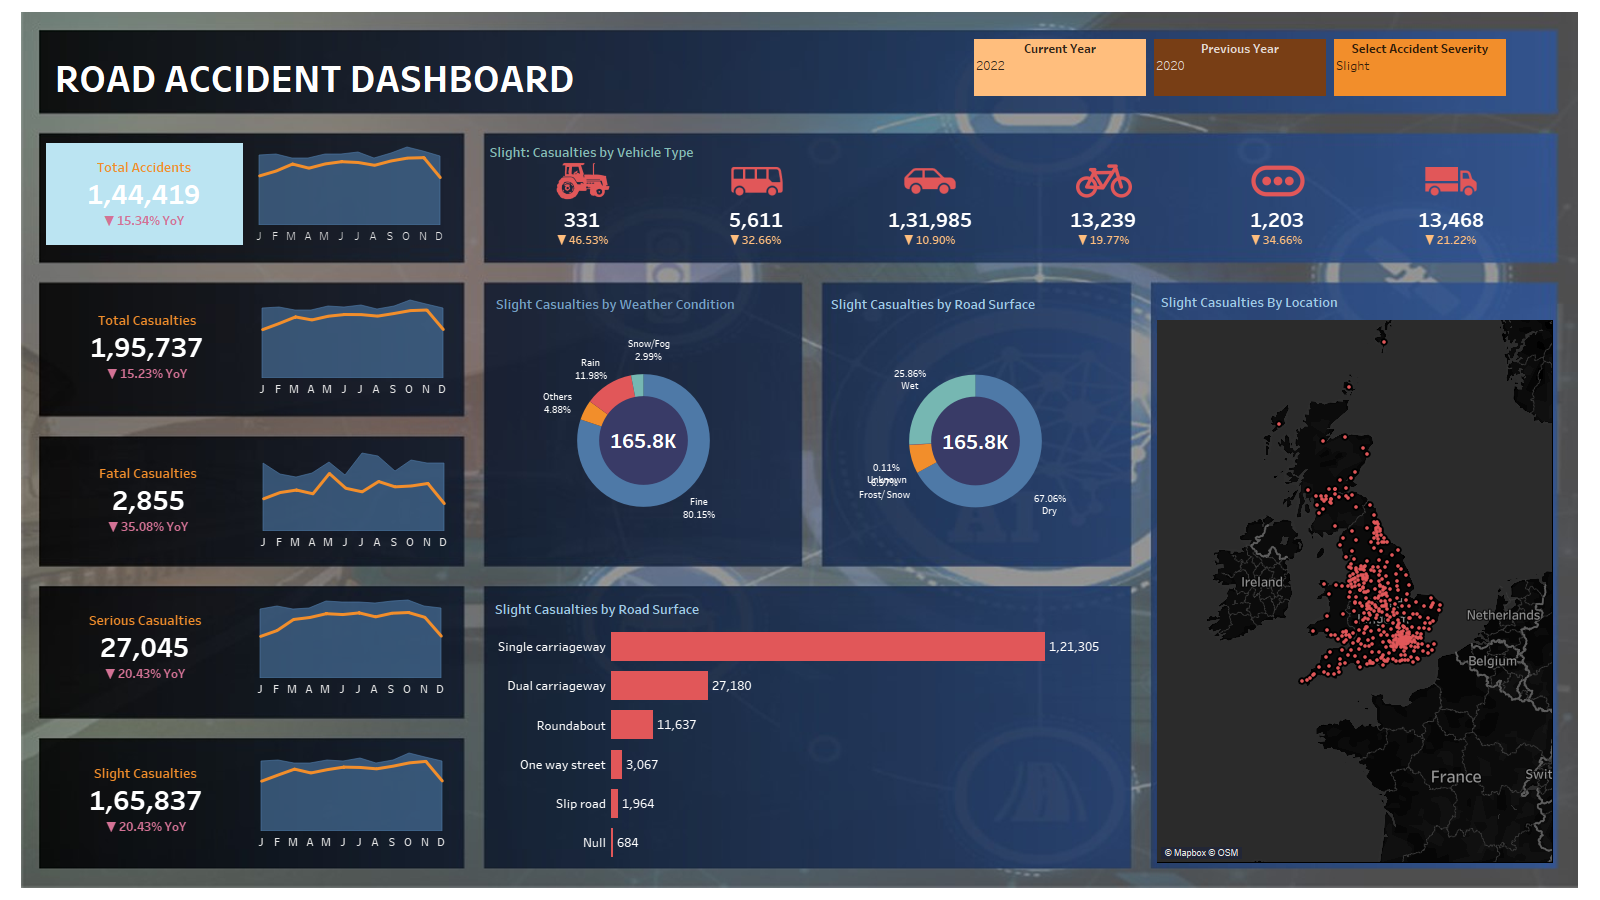 ROAD ACCIDENT DASHBOARD
Current Year
2022
Previous Year
2020
Select Accident Severity
Slight
Total Accidents
1,44,419
▼ 15.34% YoY
J F M A M J J A S O N D
Slight: Casualties by Vehicle Type
331
▼ 46.53%
5,611
▼ 32.66%
1,31,985
▼ 10.90%
13,239
▼ 19.77%
1,203
▼ 34.66%
13,468
▼ 21.22%
Total Casualties
1,95,737
▼ 15.23% YoY
J F M A M J J A S O N D
Fatal Casualties
2,855
▼ 35.08% YoY
J F M A M J J A S O N D
Serious Casualties
27,045
▼ 20.43% YoY
J F M A M J J A S O N D
Slight Casualties
1,65,837
▼ 20.43% YoY
J F M A M J J A S O N D
Slight Casualties by Weather Condition
Snow/Fog
2.99%
Rain
11.98%
Others
4.88%
165.8K
Fine
80.15%
Slight Casualties by Road Surface
25.86%
Wet
165.8K
0.11%
Unknown
Frost/Snow
67.06%
Dry
Slight Casualties by Road Surface
Single carriageway 1,21,305
Dual carriageway 27,180
Roundabout 11,637
One way street 3,067
Slip road 1,964
Null 684
Slight Casualties By Location
Ireland
Netherlands
Belgium
France
Swit
© Mapbox © OSM